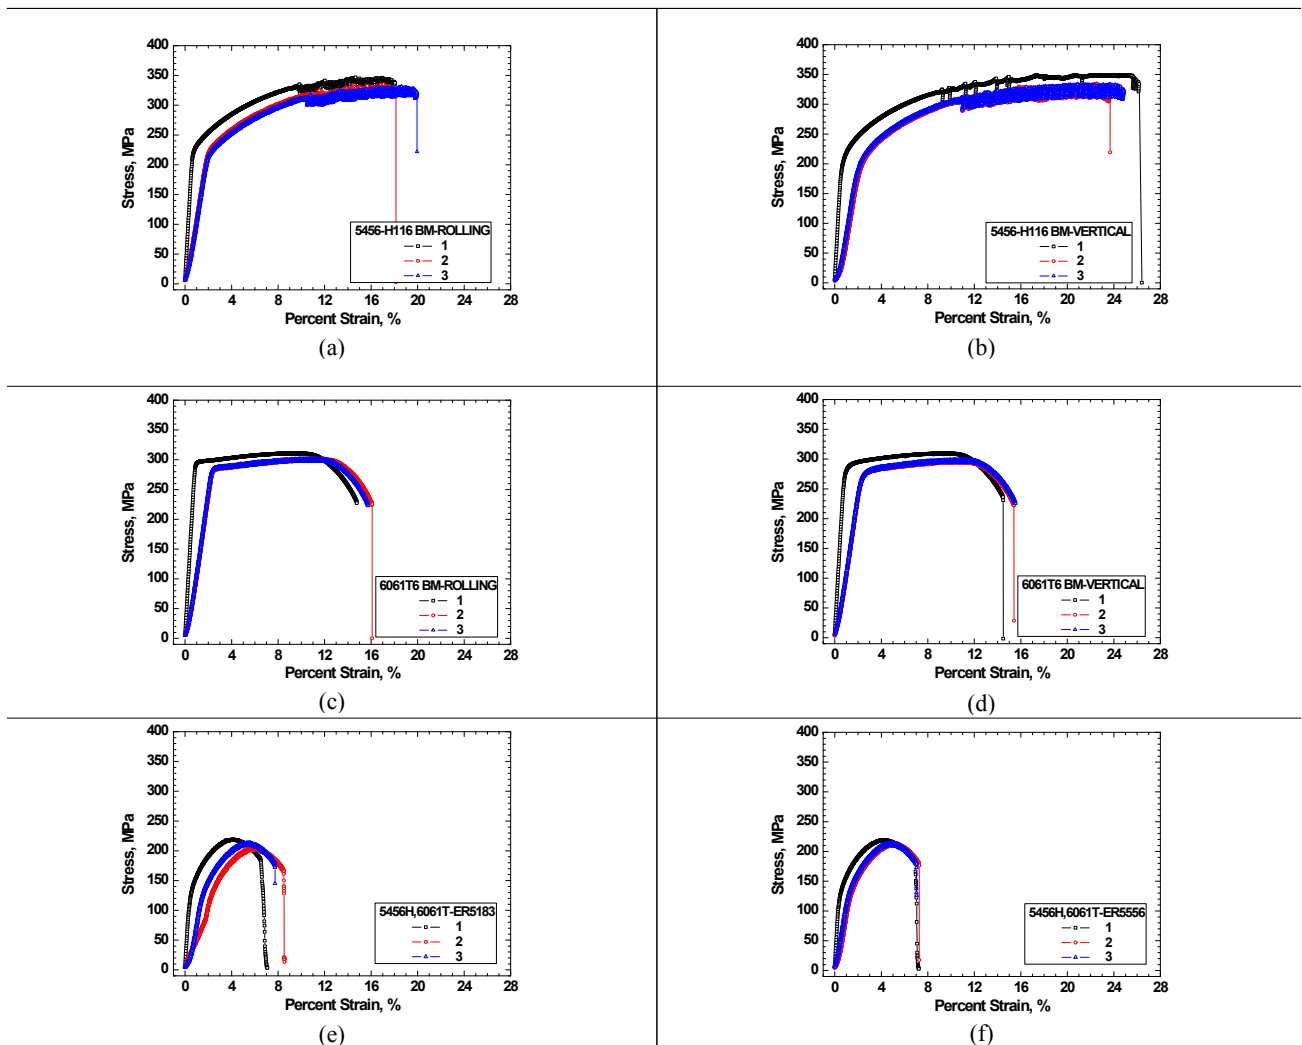 400
350
300
250
200
150
100
50
0
Stress, MPa
5456-H116 BM-ROLLING
1
2
3
0 4 8 12 16 20 24 28
Percent Strain, %
(a)
400
350
300
250
200
150
100
50
0
Stress, MPa
5456-H116 BM-VERTICAL
1
2
3
0 4 8 12 16 20 24 28
Percent Strain, %
(b)
400
350
300
250
200
150
100
50
0
Stress, MPa
6061T6 BM-ROLLING
1
2
3
0 4 8 12 16 20 24 28
Percent Strain, %
(c)
400
350
300
250
200
150
100
50
0
Stress, MPa
6061T6 BM-VERTICAL
1
2
3
0 4 8 12 16 20 24 28
Percent Strain, %
(d)
400
350
300
250
200
150
100
50
0
Stress, MPa
5456H,6061T-ER5183
1
2
3
0 4 8 12 16 20 24 28
Percent Strain, %
(e)
400
350
300
250
200
150
100
50
0
Stress, MPa
5456H,6061T-ER5556
1
2
3
0 4 8 12 16 20 24 28
Percent Strain, %
(f)